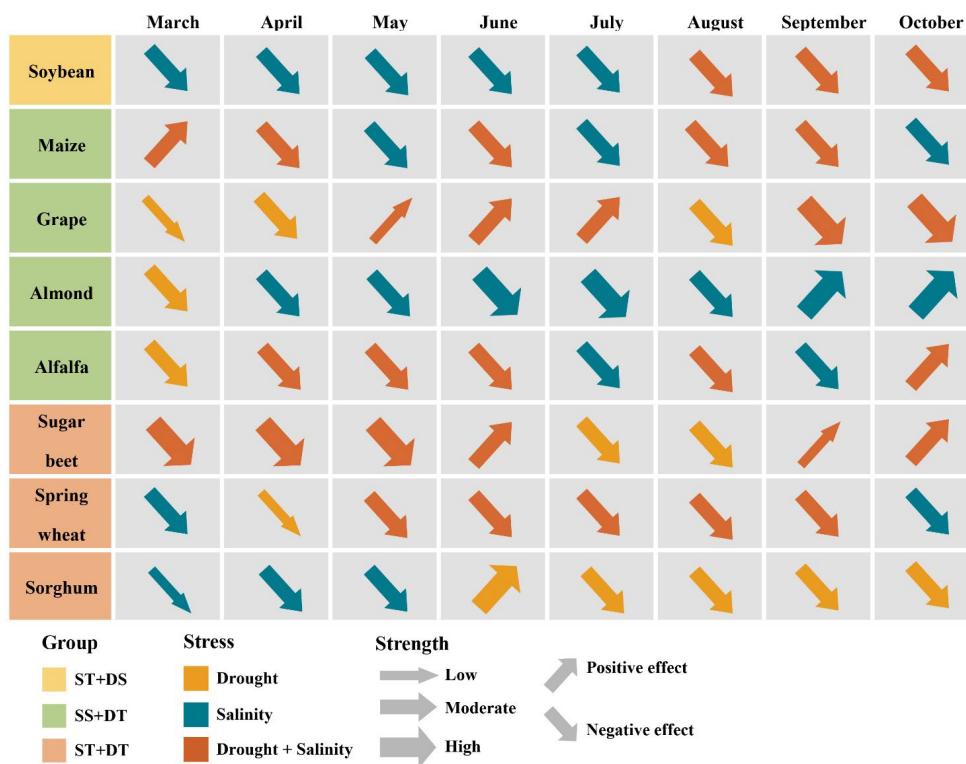 March April May June July August September October
Soybean
Maize
Grape
Almond
Alfalfa
Sugar
beet
Spring
wheat
Sorghum
Group Stress Strength
Low
Positive effect
ST+DS Drought
Moderate
SS+DT Salinity
Negative effect
ST+DT Drought + Salinity High